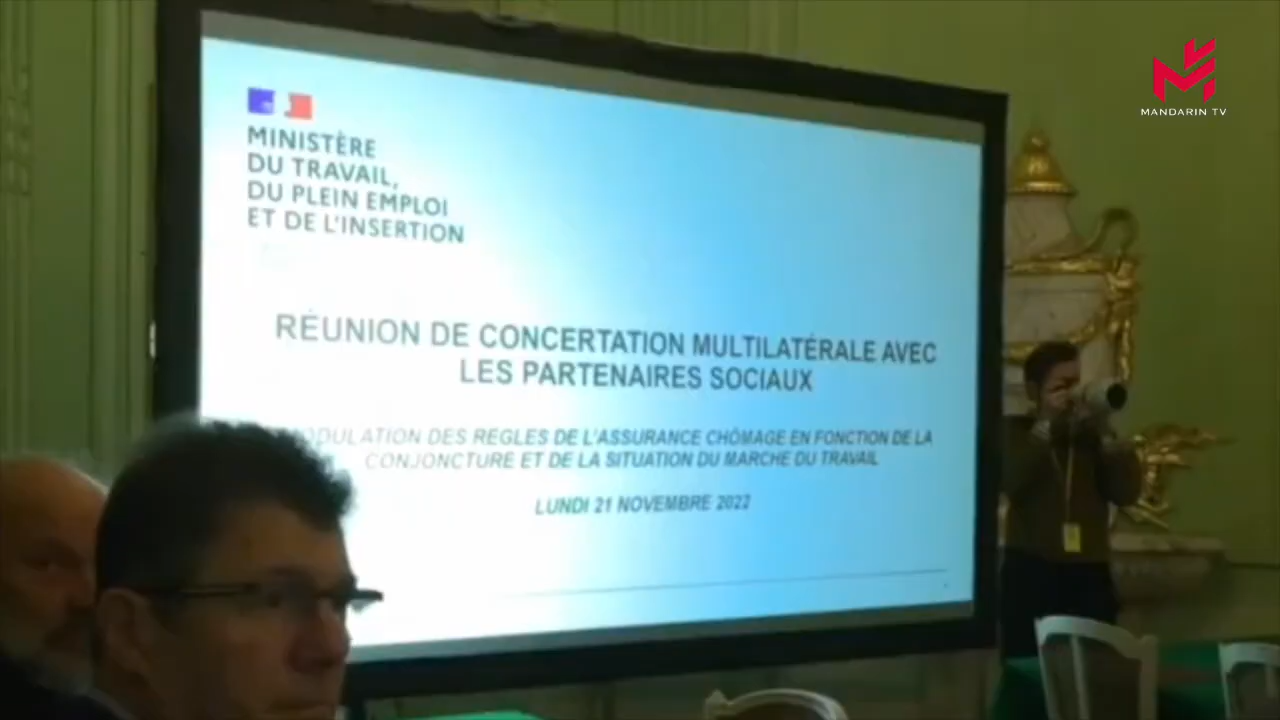 MANDARIN TV
MINISTÈRE
DU TRAVAIL,
DU PLEIN EMPLOI
ET DE L'INSERTION
RÉUNION DE CONCERTATION MULTILATÉRALE AVEC
LES PARTENAIRES SOCIAUX
DES REGLES DE L'ASSURANCE CHÔMAGE EN FONCTION DE LA
CONJONCTURE ET DE LA SITUATION DU MARCHE DU TRAVAIL
LUNDI 21 NOVEMBRE 2022